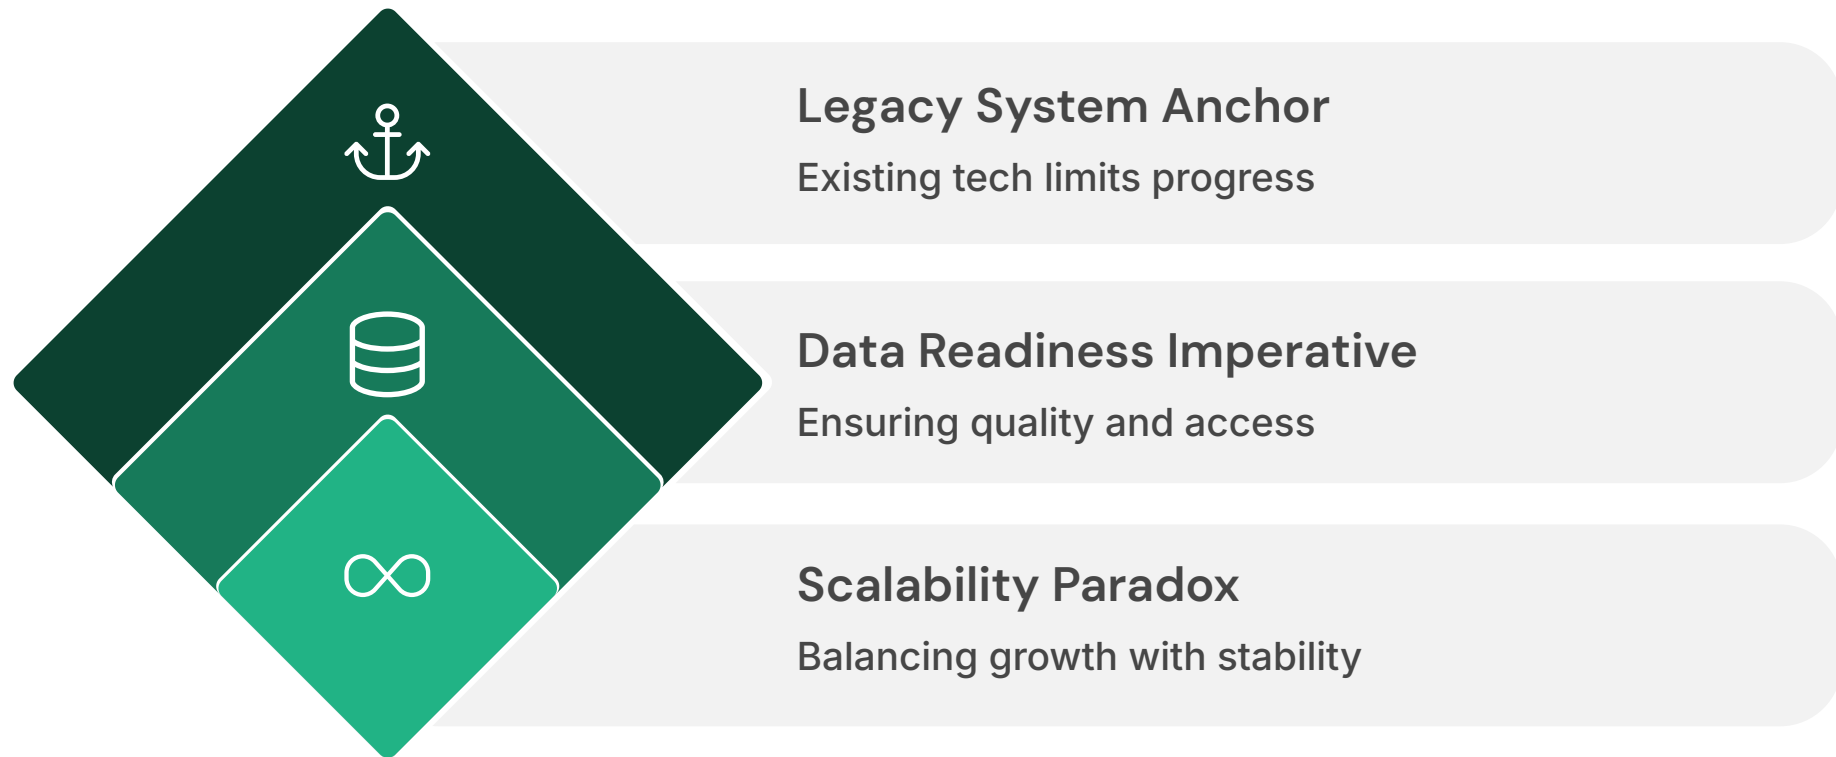 Legacy System Anchor
Existing tech limits progress
Data Readiness Imperative
Ensuring quality and access
Scalability Paradox
Balancing growth with stability